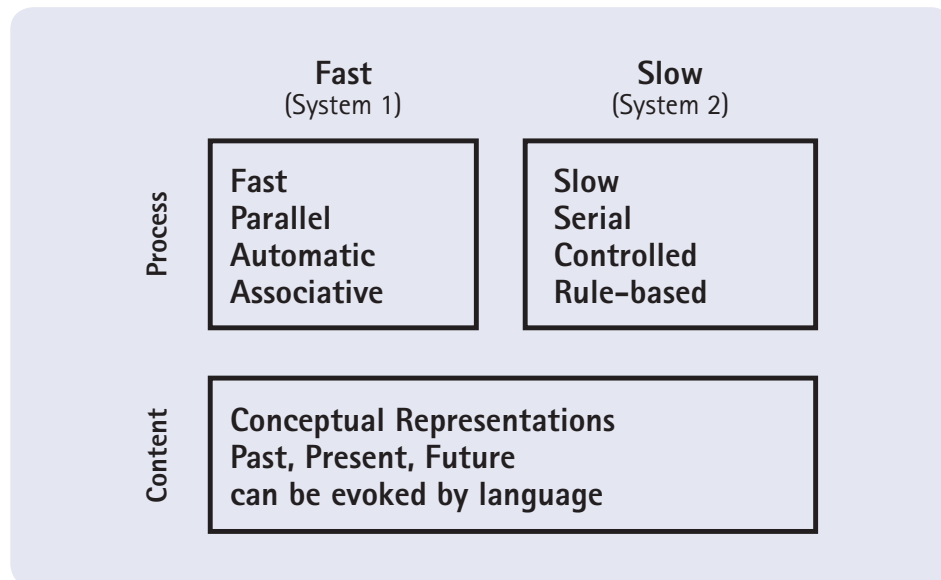 Fast
(System 1)
Slow
(System 2)
Process
Fast
Parallel
Automatic
Associative
Slow
Serial
Controlled
Rule-based
Content
Conceptual Representations
Past, Present, Future
can be evoked by language